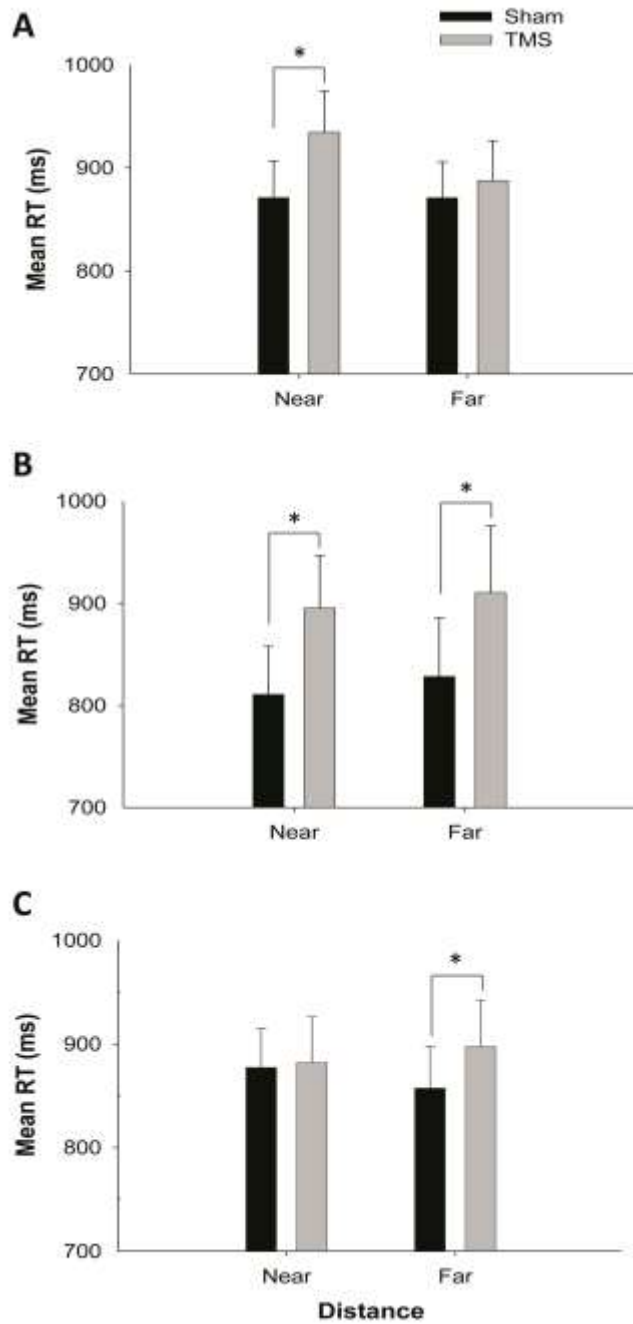 A
Sham
TMS
1000
900
800
700
Mean RT (ms)
*
Near
Far
B
1000
900
800
700
Mean RT (ms)
*
*
Near
Far
C
1000
900
800
700
Mean RT (ms)
*
Near
Far
Distance